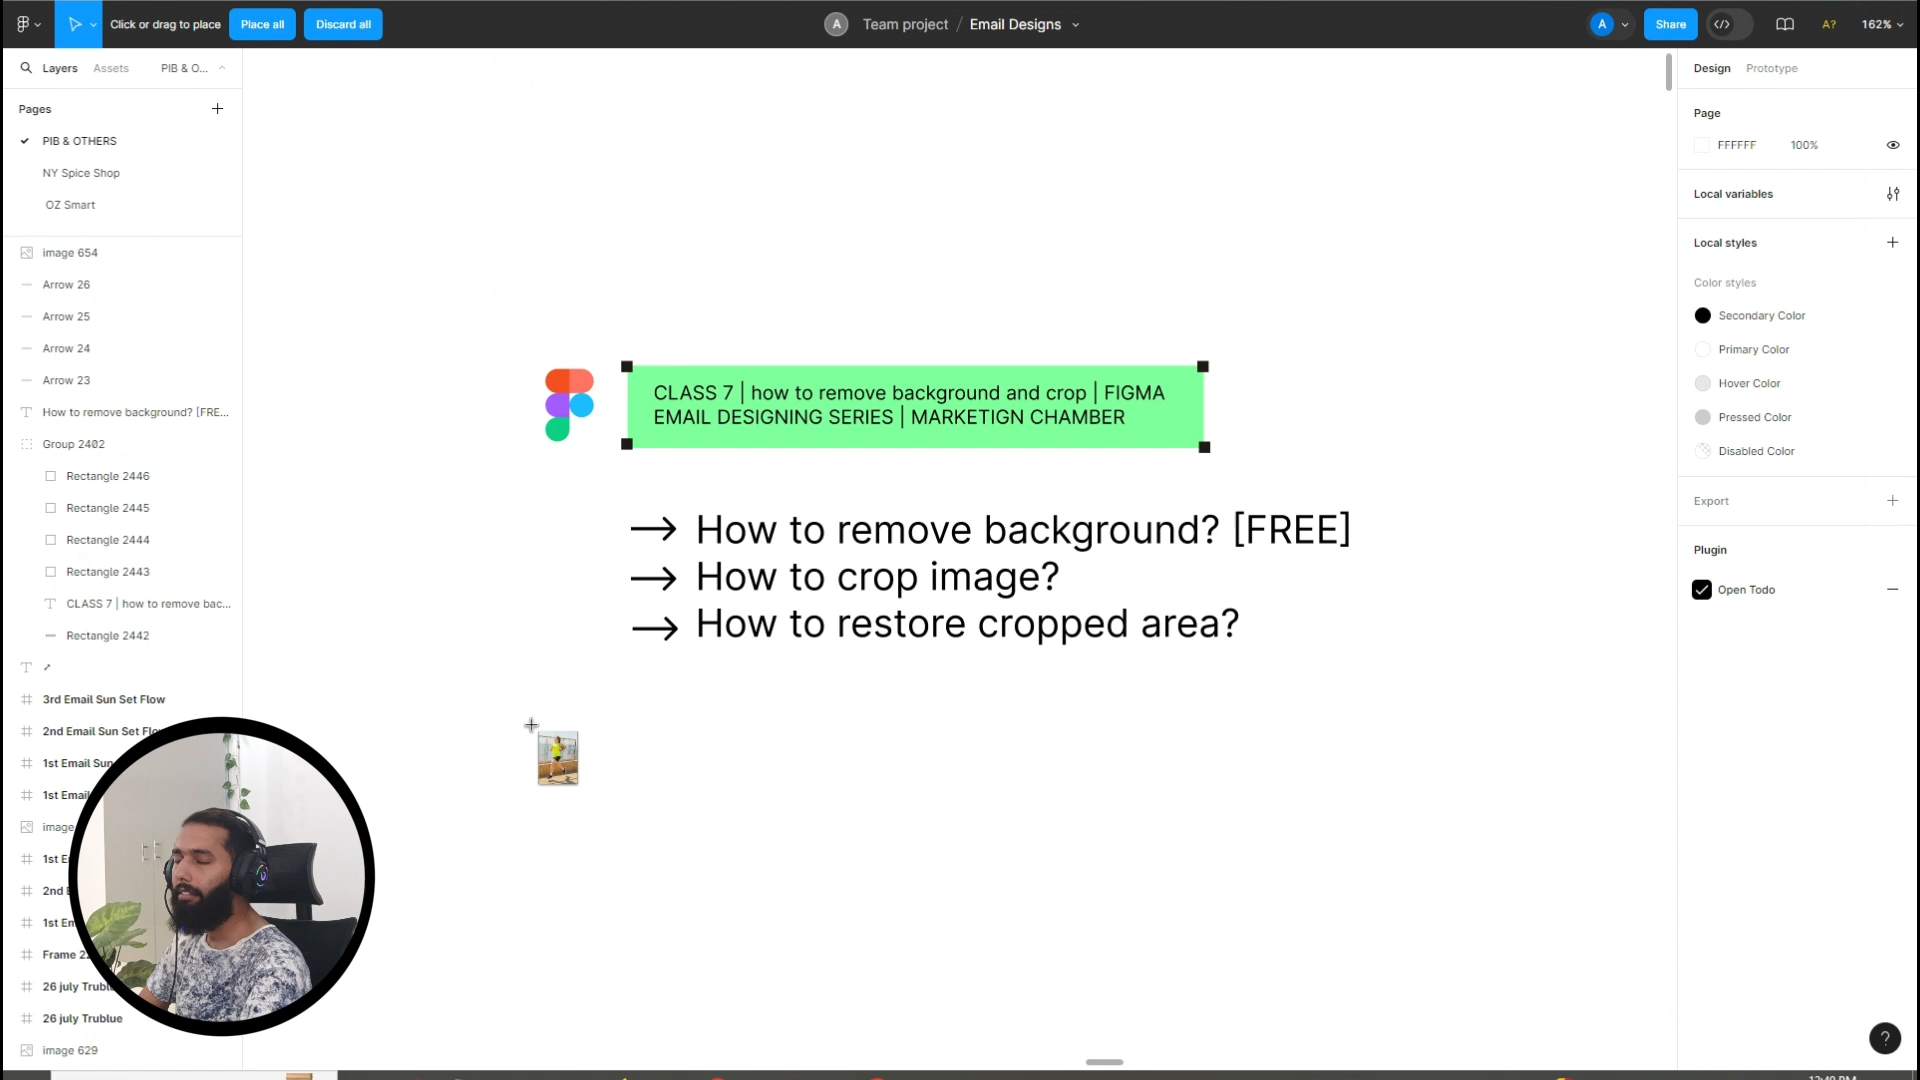 Click or drag to place
Place all
Discard all
A
Team project / Email Designs
A
Share
A?
162%
Layers
Assets
PIB & O...
Pages
PIB & OTHERS
NY Spice Shop
OZ Smart
image 654
Arrow 26
Arrow 25
Arrow 24
Arrow 23
How to remove background? [FRE...
Group 2402
Rectangle 2446
Rectangle 2445
Rectangle 2444
Rectangle 2443
CLASS 7 | how to remove bac...
Rectangle 2442
3rd Email Sun Set Flow
2nd Email Sun Set Flo
1st Email Sun
1st Email
image
1st E
2nd
1st Em
Frame 2
26 july Trubl
26 july Trublue
image 629
CLASS 7 | how to remove background and crop | FIGMA
EMAIL DESIGNING SERIES | MARKETIGN CHAMBER
How to remove background? [FREE]
How to crop image?
How to restore cropped area?
Design
Prototype
Page
FFFFFF
100%
Local variables
Local styles
Color styles
Secondary Color
Primary Color
Hover Color
Pressed Color
Disabled Color
Export
Plugin
Open Todo
?